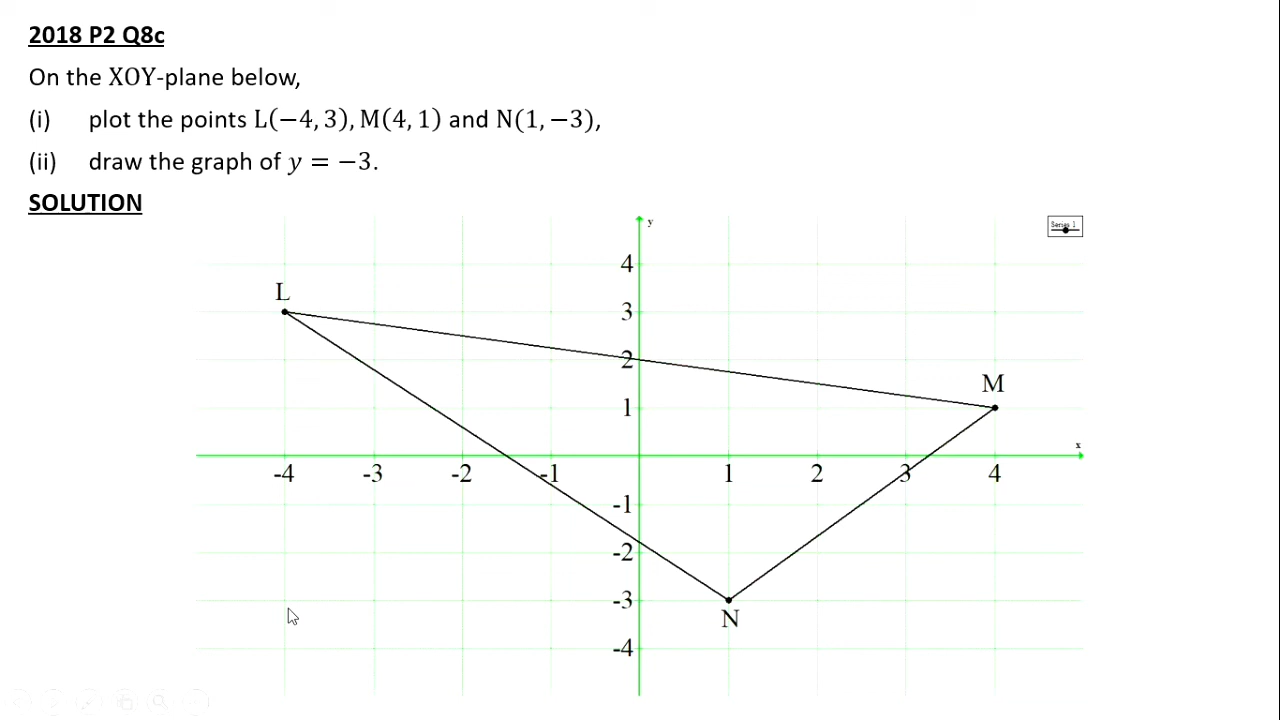 2018 P2 Q8c
On the XOY-plane below,
(i) plot the points L(−4, 3), M(4, 1) and N(1, −3),
(ii) draw the graph of y = −3.
SOLUTION
y
Series 1
4
L
3
2
M
1
x
-4 -3 -2 -1 1 2 3 4
-1
-2
-3
N
-4